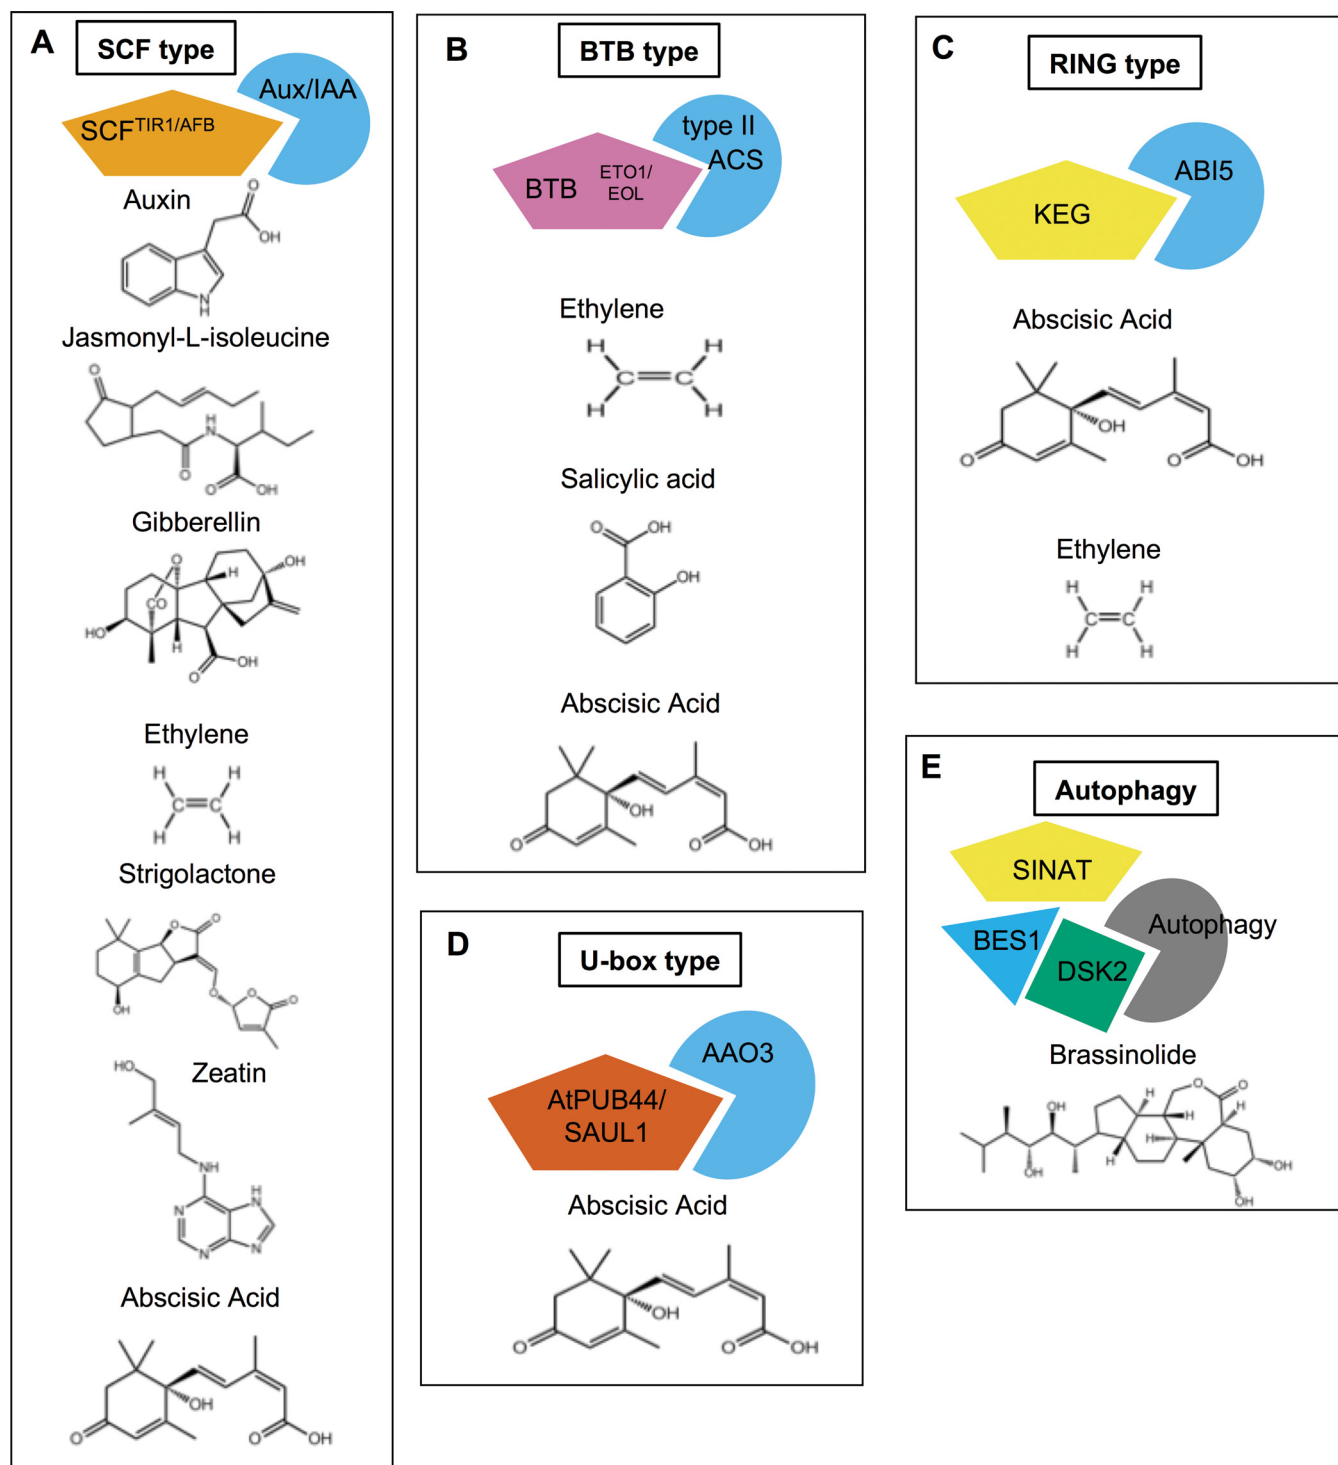 A
SCF type
Aux/IAA
SCF^TIR1/AFB
Auxin
O
OH
N
H
Jasmonyl-L-isoleucine
O
H
N
O
O
OH
Gibberellin
O
OH
H
CO
HO
H
O
OH
Ethylene
H H
C C
H H
Strigolactone
O
O
O
O
O
OH
Zeatin
HO
NH
N
H
N
N
N
Abscisic Acid
OH
O
O
OH
B
BTB type
type II
ACS
BTB
ETO1/
EOL
Ethylene
H H
C C
H H
Salicylic acid
O
OH
OH
Abscisic Acid
OH
O
O
OH
C
RING type
ABI5
KEG
Abscisic Acid
OH
O
O
OH
Ethylene
H H
C C
H H
D
U-box type
AAO3
AtPUB44/
SAUL1
Abscisic Acid
OH
O
O
OH
E
Autophagy
SINAT
Autophagy
BES1
DSK2
Brassinolide
O
O
H
H
OH
H
H
H
OH
OH
OH